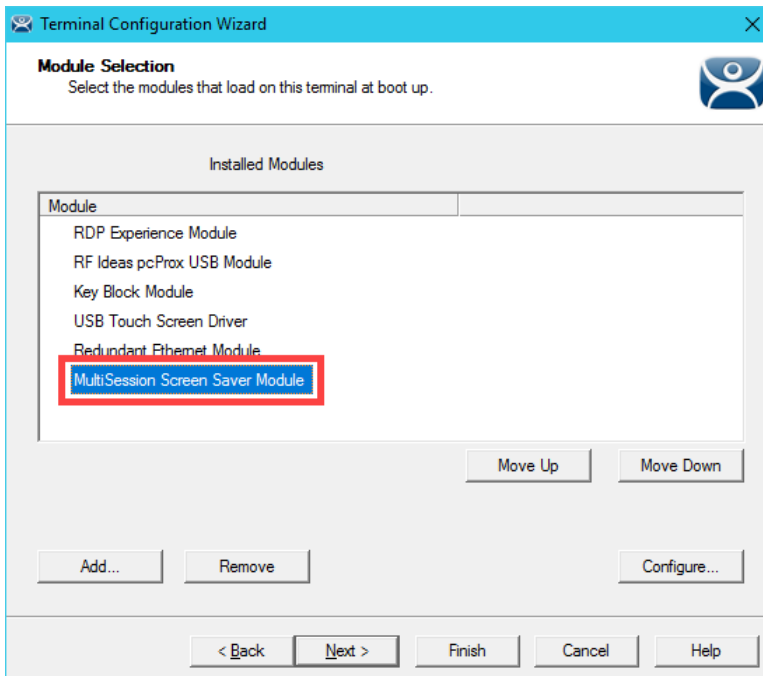 Terminal Configuration Wizard
Module Selection
Select the modules that load on this terminal at boot up.
Installed Modules
Module
RDP Experience Module
RF Ideas pcProx USB Module
Key Block Module
USB Touch Screen Driver
Redundant Ethernet Module
MultiSession Screen Saver Module
Move Up Move Down
Add... Remove Configure...
< Back Next > Finish Cancel Help